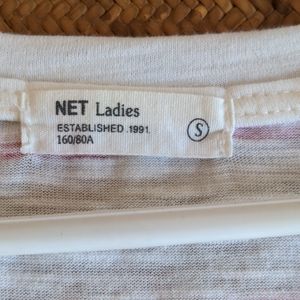 NET Ladies
ESTABLISHED .1991.
160/80A
S